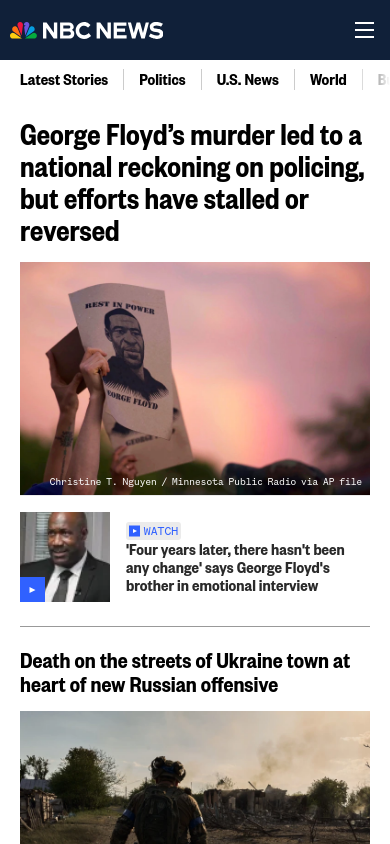 NBC NEWS
Latest Stories
Politics
U.S. News
World
George Floyd’s murder led to a
national reckoning on policing,
but efforts have stalled or
reversed
REST IN POWER
GEORGE FLOYD
Christine T. Nguyen / Minnesota Public Radio via AP file
WATCH
'Four years later, there hasn't been
any change' says George Floyd's
brother in emotional interview
Death on the streets of Ukraine town at
heart of new Russian offensive